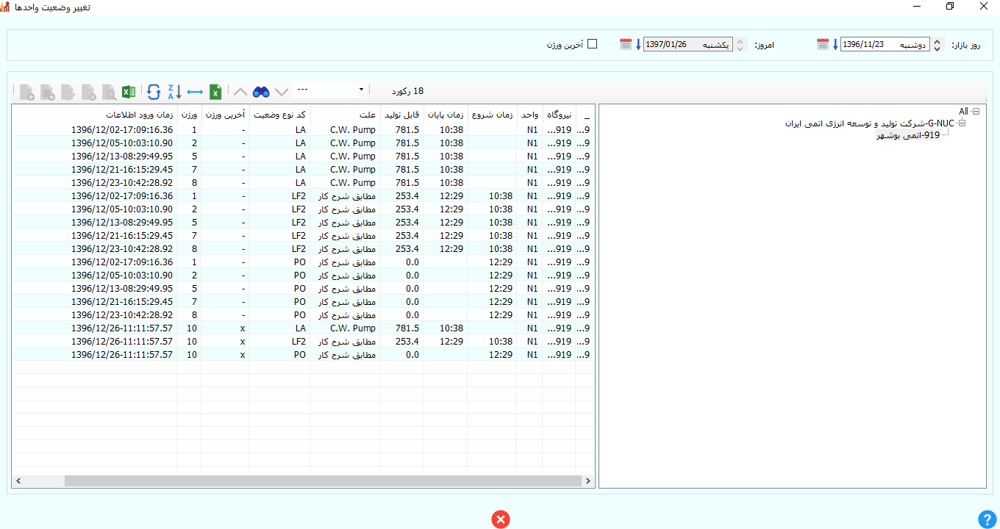 تغییر وضعیت واحدها
روز بازار: دوشنبه 1396/11/23 امروز: یکشنبه 1397/01/26 آخرین ورژن
18 رکورد ---
_ نیروگاه واحد زمان شروع زمان پایان قابل تولید علت کد نوع وضعیت آخرین ورژن ورژن زمان ورود اطلاعات
9... 919... N1 10:38 781.5 C.W. Pump LA - 1 1396/12/02-17:09:16.36
9... 919... N1 10:38 781.5 C.W. Pump LA - 2 1396/12/05-10:03:10.90
9... 919... N1 10:38 781.5 C.W. Pump LA - 5 1396/12/13-08:29:49.95
9... 919... N1 10:38 781.5 C.W. Pump LA - 7 1396/12/21-16:15:29.45
9... 919... N1 10:38 781.5 C.W. Pump LA - 8 1396/12/23-10:42:28.92
9... 919... N1 10:38 12:29 253.4 مطابق شرح کار LF2 - 1 1396/12/02-17:09:16.36
9... 919... N1 10:38 12:29 253.4 مطابق شرح کار LF2 - 2 1396/12/05-10:03:10.90
9... 919... N1 10:38 12:29 253.4 مطابق شرح کار LF2 - 5 1396/12/13-08:29:49.95
9... 919... N1 10:38 12:29 253.4 مطابق شرح کار LF2 - 7 1396/12/21-16:15:29.45
9... 919... N1 10:38 12:29 253.4 مطابق شرح کار LF2 - 8 1396/12/23-10:42:28.92
9... 919... N1 12:29 0.0 مطابق شرح کار PO - 1 1396/12/02-17:09:16.36
9... 919... N1 12:29 0.0 مطابق شرح کار PO - 2 1396/12/05-10:03:10.90
9... 919... N1 12:29 0.0 مطابق شرح کار PO - 5 1396/12/13-08:29:49.95
9... 919... N1 12:29 0.0 مطابق شرح کار PO - 7 1396/12/21-16:15:29.45
9... 919... N1 12:29 0.0 مطابق شرح کار PO - 8 1396/12/23-10:42:28.92
9... 919... N1 10:38 781.5 C.W. Pump LA x 10 1396/12/26-11:11:57.57
9... 919... N1 10:38 12:29 253.4 مطابق شرح کار LF2 x 10 1396/12/26-11:11:57.57
9... 919... N1 12:29 0.0 مطابق شرح کار PO x 10 1396/12/26-11:11:57.57
All
G-NUC-شرکت تولید و توسعه انرژی اتمی ایران
919-اتمی بوشهر